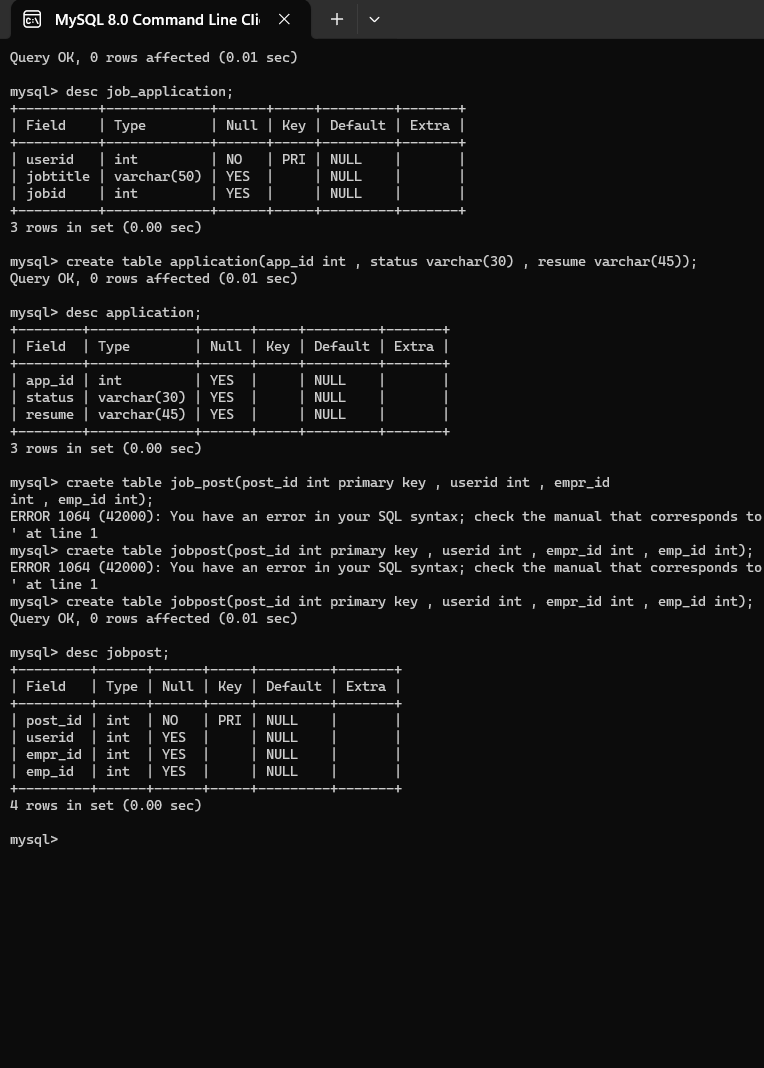 MySQL 8.0 Command Line Cli
Query OK, 0 rows affected (0.01 sec)
mysql> desc job_application;
+-----------+-------------+------+-----+---------+-------+
| Field     | Type        | Null | Key | Default | Extra |
+-----------+-------------+------+-----+---------+-------+
| userid    | int         | NO   | PRI | NULL    |       |
| jobtitle  | varchar(50) | YES  |     | NULL    |       |
| jobid     | int         | YES  |     | NULL    |       |
+-----------+-------------+------+-----+---------+-------+
3 rows in set (0.00 sec)
mysql> create table application(app_id int , status varchar(30) , resume varchar(45));
Query OK, 0 rows affected (0.01 sec)
mysql> desc application;
+--------+-------------+------+-----+---------+-------+
| Field  | Type        | Null | Key | Default | Extra |
+--------+-------------+------+-----+---------+-------+
| app_id | int         | YES  |     | NULL    |       |
| status | varchar(30) | YES  |     | NULL    |       |
| resume | varchar(45) | YES  |     | NULL    |       |
+--------+-------------+------+-----+---------+-------+
3 rows in set (0.00 sec)
mysql> craete table job_post(post_id int primary key , userid int , empr_id
int , emp_id int);
ERROR 1064 (42000): You have an error in your SQL syntax; check the manual that corresponds to
' at line 1
mysql> craete table jobpost(post_id int primary key , userid int , empr_id int , emp_id int);
ERROR 1064 (42000): You have an error in your SQL syntax; check the manual that corresponds to
' at line 1
mysql> create table jobpost(post_id int primary key , userid int , empr_id int , emp_id int);
Query OK, 0 rows affected (0.01 sec)
mysql> desc jobpost;
+---------+------+------+-----+---------+-------+
| Field   | Type | Null | Key | Default | Extra |
+---------+------+------+-----+---------+-------+
| post_id | int  | NO   | PRI | NULL    |       |
| userid  | int  | YES  |     | NULL    |       |
| empr_id | int  | YES  |     | NULL    |       |
| emp_id  | int  | YES  |     | NULL    |       |
+---------+------+------+-----+---------+-------+
4 rows in set (0.00 sec)
mysql>